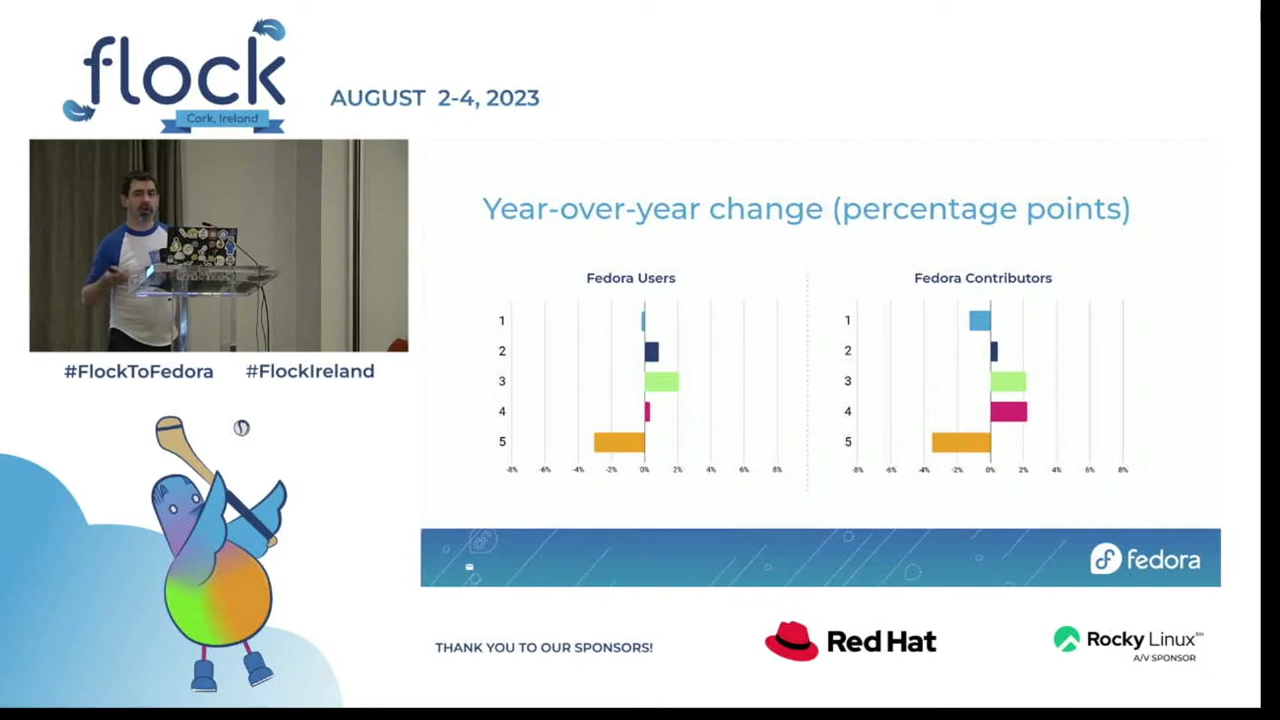 flock
Cork, Ireland
AUGUST 2-4, 2023
#FlockToFedora #FlockIreland
Year-over-year change (percentage points)
Fedora Users
1
2
3
4
5
-8% -6% -4% -2% 0% 2% 4% 6% 8%
Fedora Contributors
1
2
3
4
5
-8% -6% -4% -2% 0% 2% 4% 6% 8%
fedora
THANK YOU TO OUR SPONSORS!
Red Hat
Rocky Linux™
A/V SPONSOR